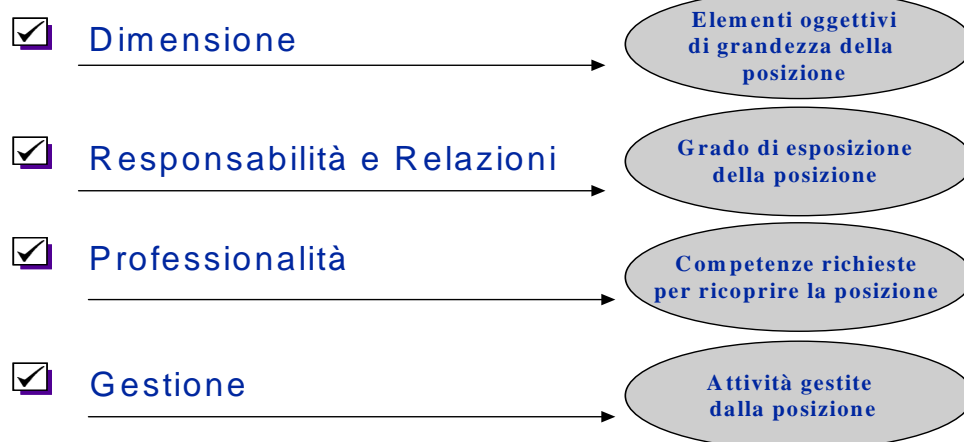 Dimensione
Elementi oggettivi
di grandezza della
posizione
Responsabilità e Relazioni
Grado di esposizione
della posizione
Professionalità
Competenze richieste
per ricoprire la posizione
Gestione
Attività gestite
dalla posizione